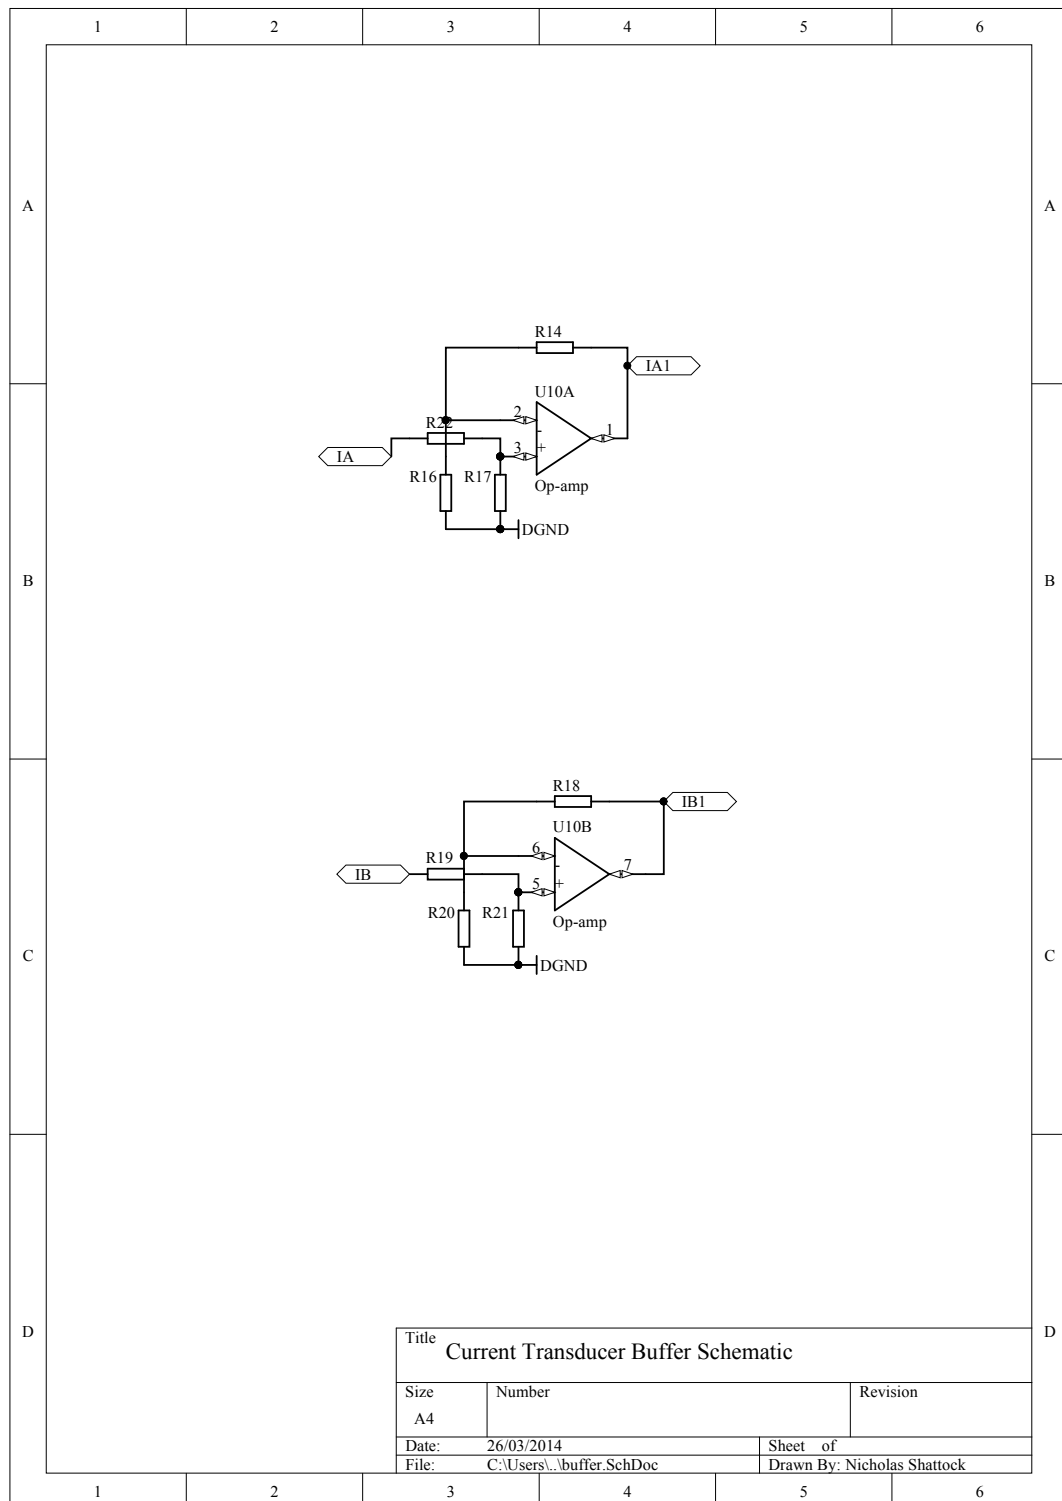 1 2 3 4 5 6
A A
R14
IA1
U10A
2
R22
1
- 
3 +
IA
R16 R17
Op-amp
DGND
B B
R18
IB1
U10B
6
R19
-
7
IB
5 +
R20 R21
Op-amp
C C
DGND
D D
Title Current Transducer Buffer Schematic
Size Number Revision
A4
Date: 26/03/2014 Sheet of
File: C:\Users\..\buffer.SchDoc Drawn By: Nicholas Shattock
1 2 3 4 5 6